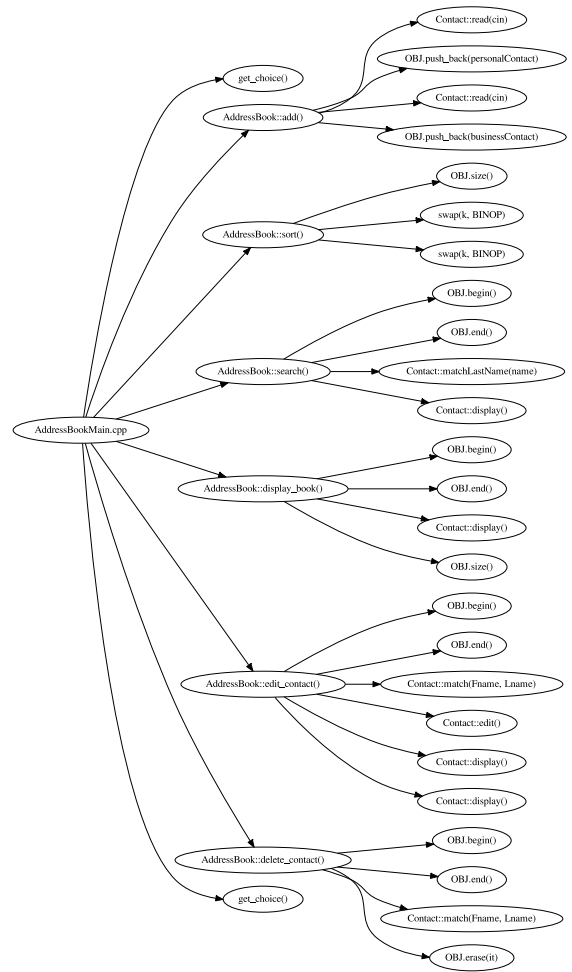 AddressBookMain.cpp
get_choice()
AddressBook::add()
Contact::read(cin)
OBJ.push_back(personalContact)
Contact::read(cin)
OBJ.push_back(businessContact)
AddressBook::sort()
OBJ.size()
swap(k, BINOP)
swap(k, BINOP)
AddressBook::search()
OBJ.begin()
OBJ.end()
Contact::matchLastName(name)
Contact::display()
AddressBook::display_book()
OBJ.begin()
OBJ.end()
Contact::display()
OBJ.size()
AddressBook::edit_contact()
OBJ.begin()
OBJ.end()
Contact::match(Fname, Lname)
Contact::edit()
Contact::display()
Contact::display()
AddressBook::delete_contact()
OBJ.begin()
OBJ.end()
Contact::match(Fname, Lname)
OBJ.erase(it)
get_choice()